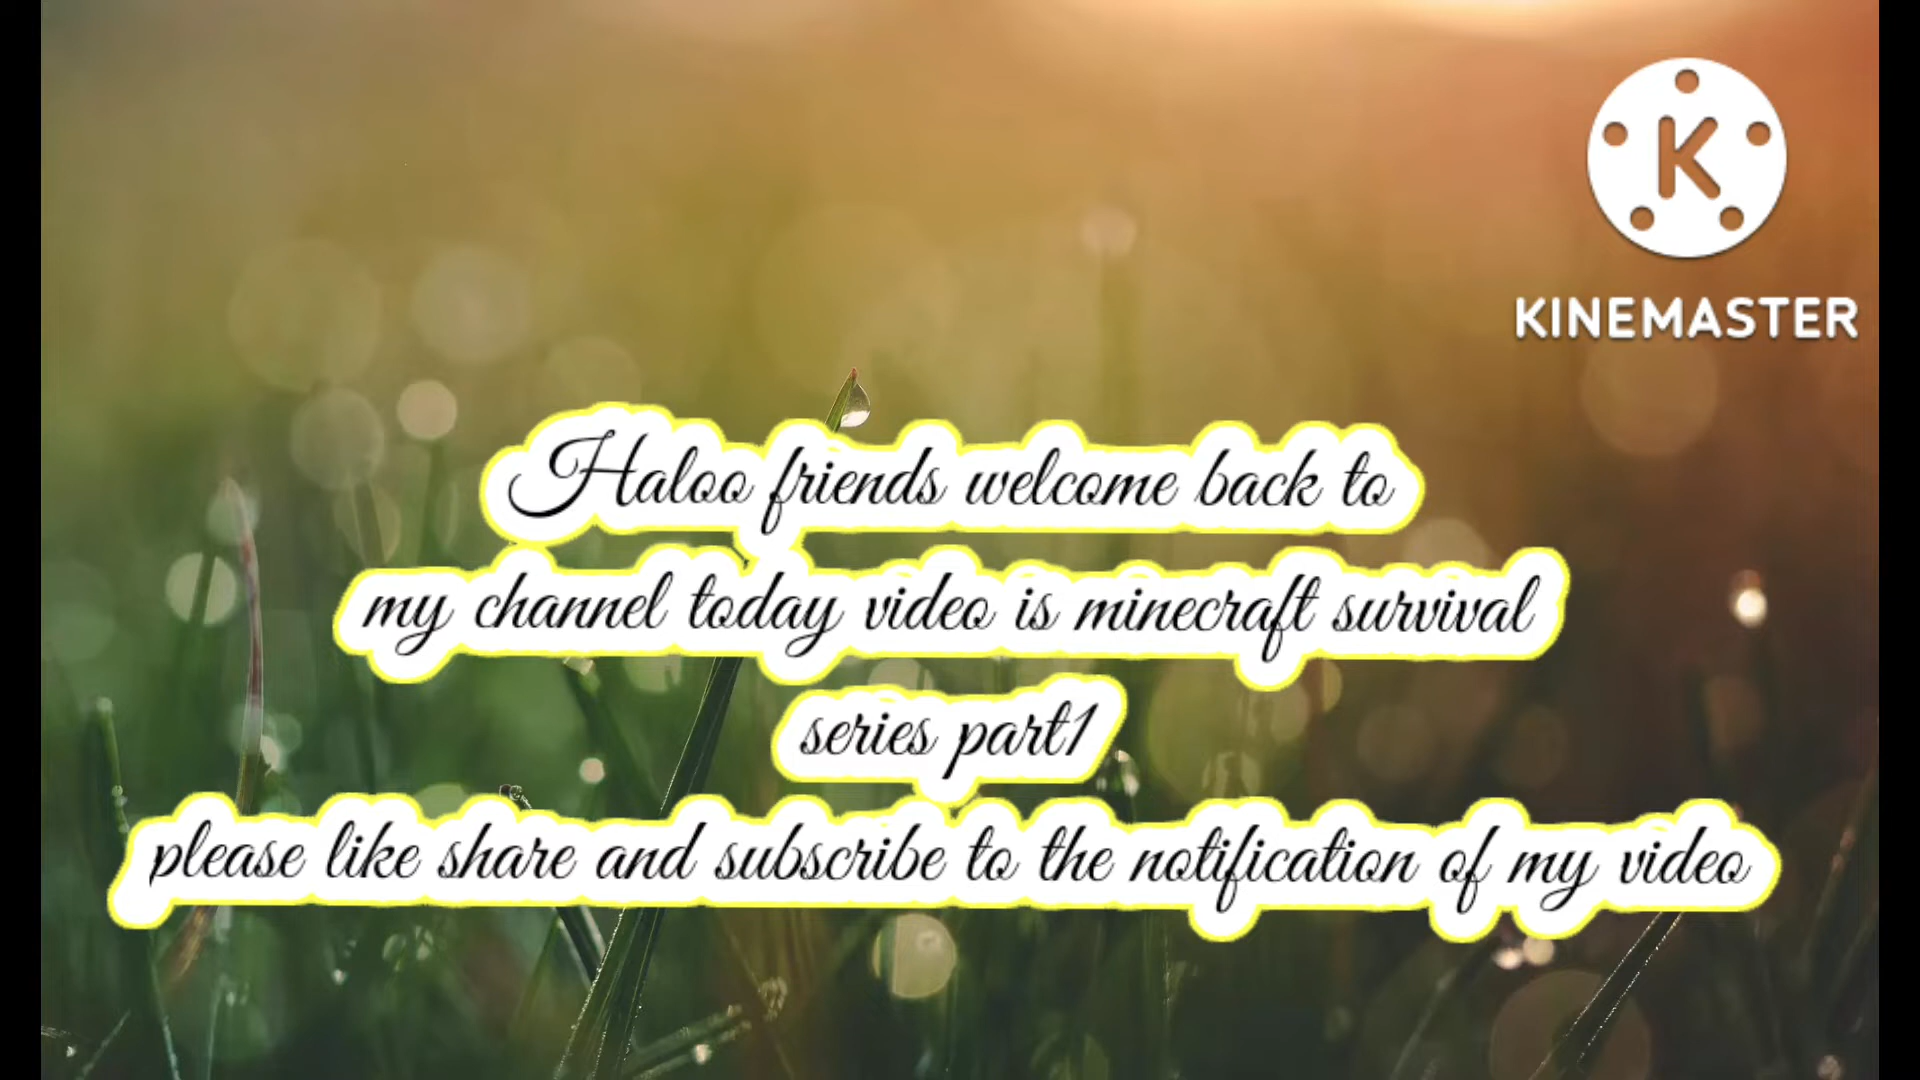 K
KINEMASTER
Haloo friends welcome back to
my channel today video is minecraft survival
series part1
please like share and subscribe to the notification of my video